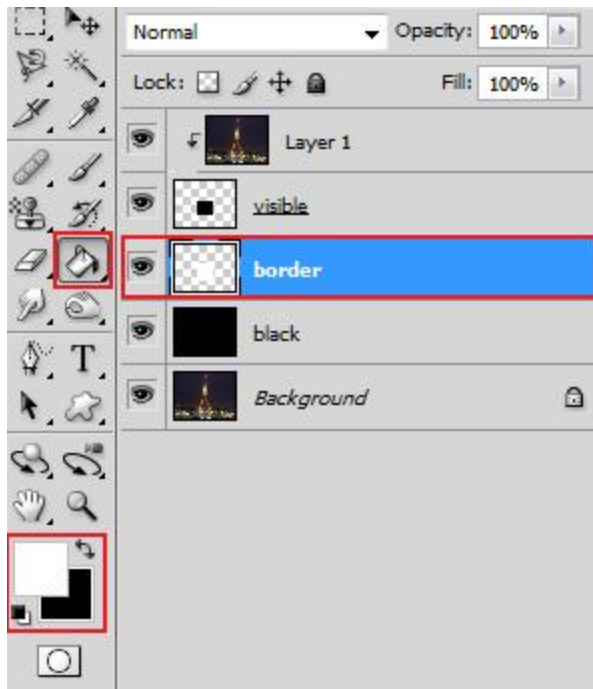 Normal Opacity: 100%
Lock: Fill: 100%
Layer 1
visible
border
black
T
Background